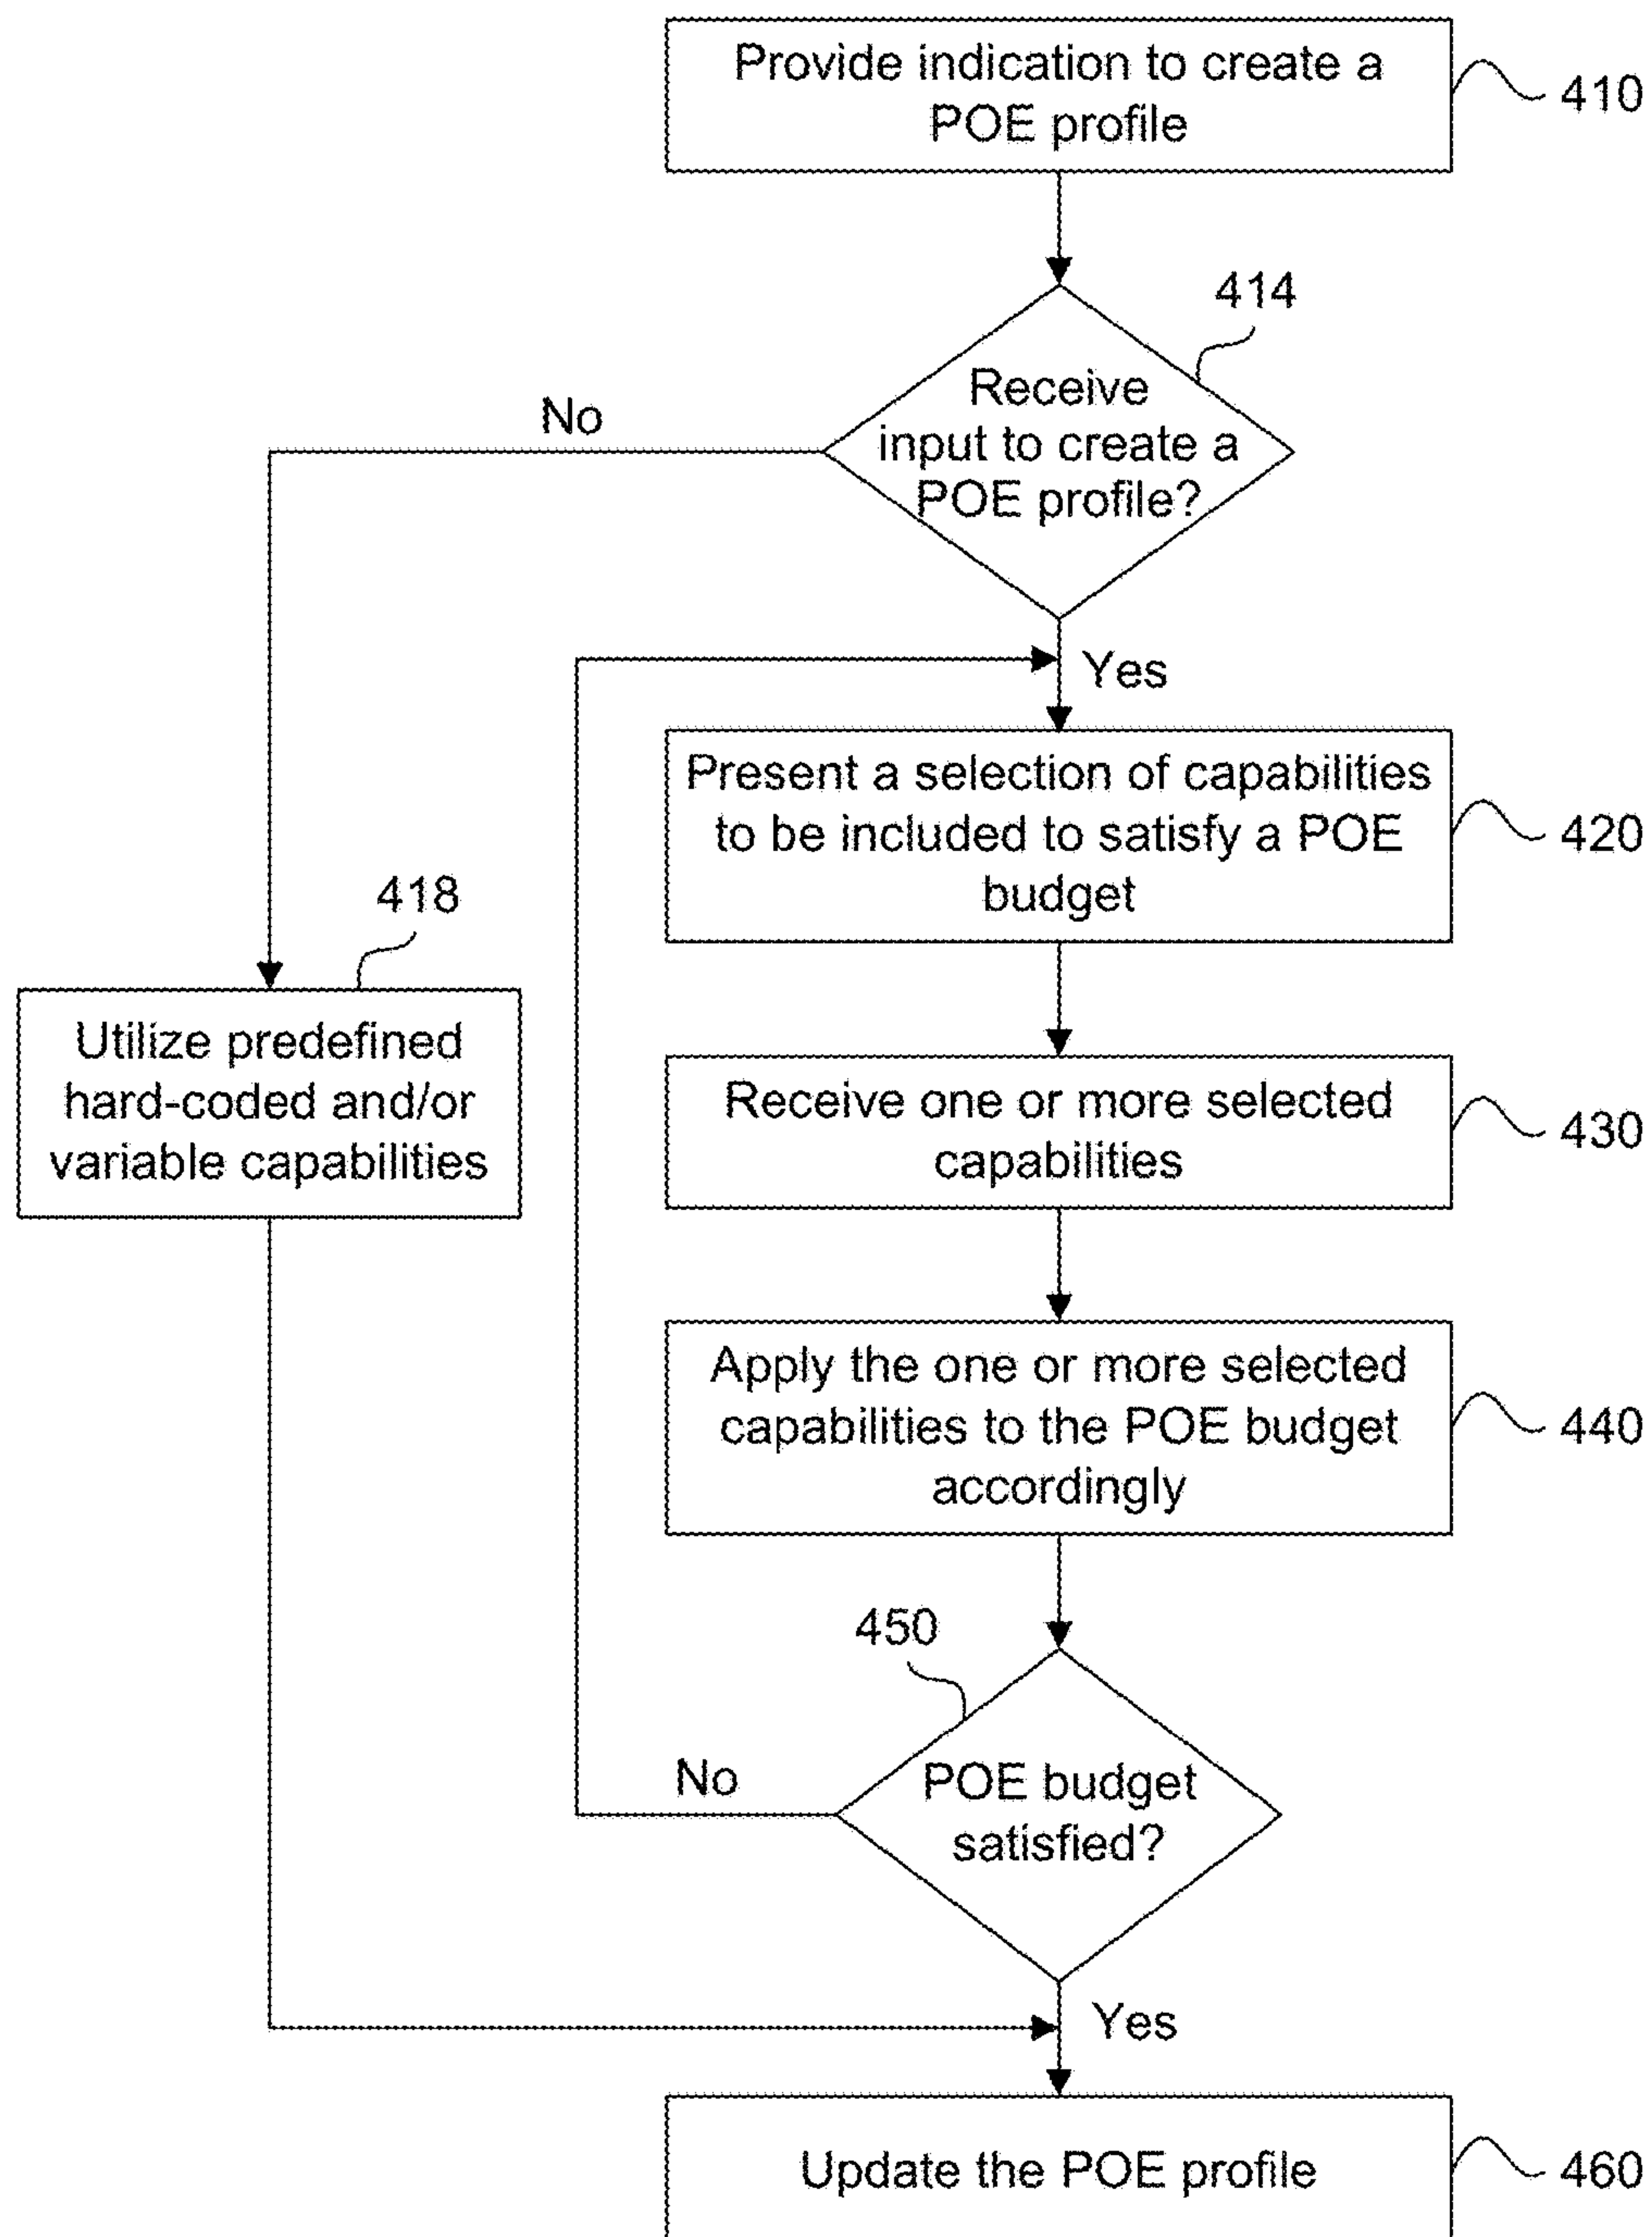 Provide indication to create a
POE profile
410
414
Receive
input to create a
POE profile?
No
Yes
Present a selection of capabilities
to be included to satisfy a POE
budget
420
418
Utilize predefined
hard-coded and/or
variable capabilities
Receive one or more selected
capabilities
430
Apply the one or more selected
capabilities to the POE budget
accordingly
440
450
POE budget
satisfied?
No
Yes
Update the POE profile
460